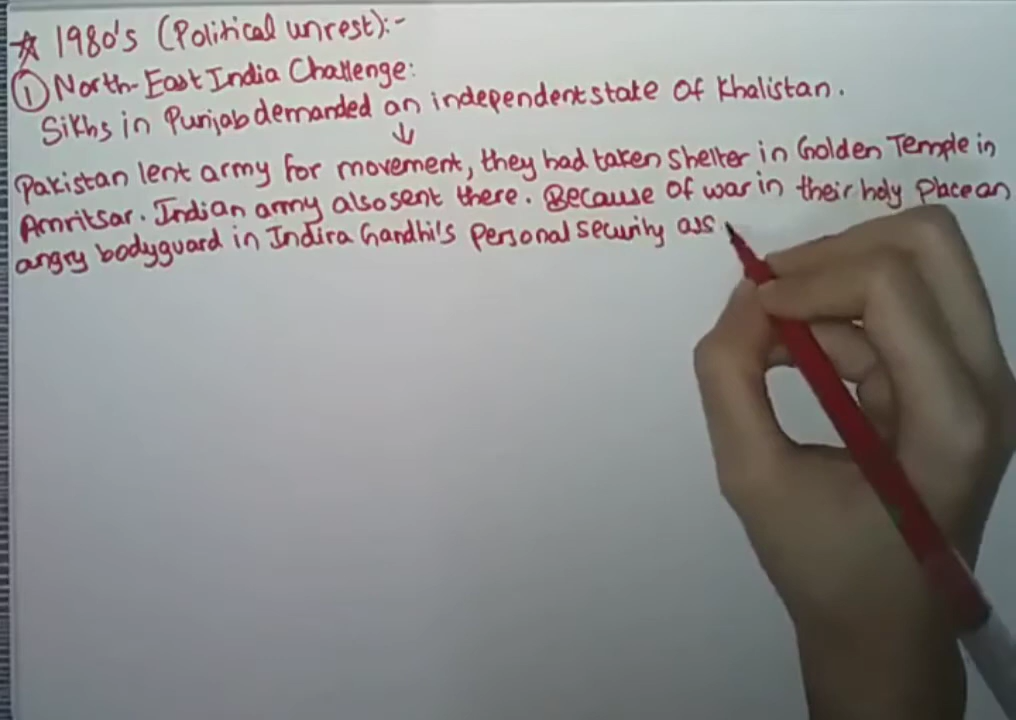 ☆ 1980's (Political unrest):-
① North-East India Challenge:
Sikhs in Punjab demanded an independent state of Khalistan.
↓
Pakistan lent army for movement, they had taken shelter in Golden Temple in
Amritsar. Indian army also sent there. Because of war in their holy place an
angry bodyguard in Indira Gandhi's personal security ass